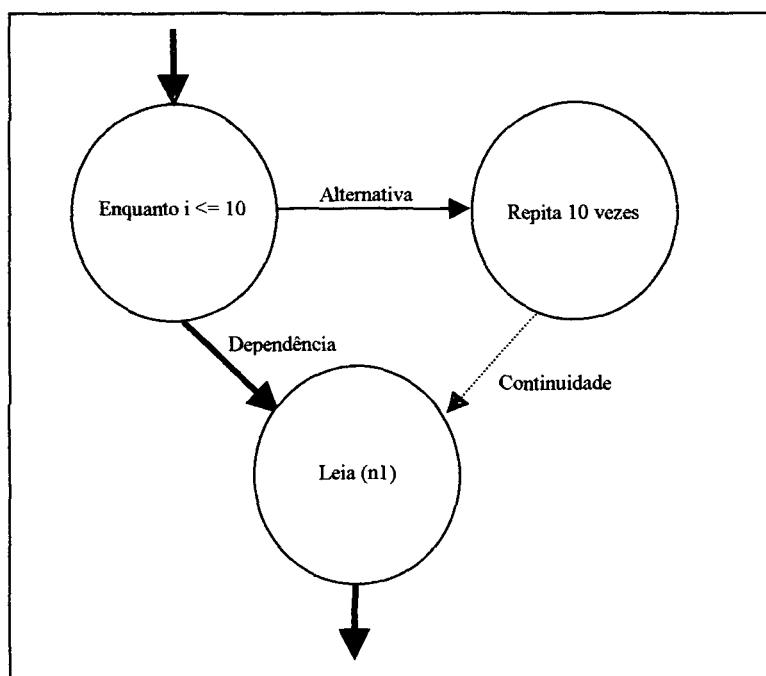 Enquanto i <= 10
Alternativa
Repita 10 vezes
Dependência
Continuidade
Leia (n1)